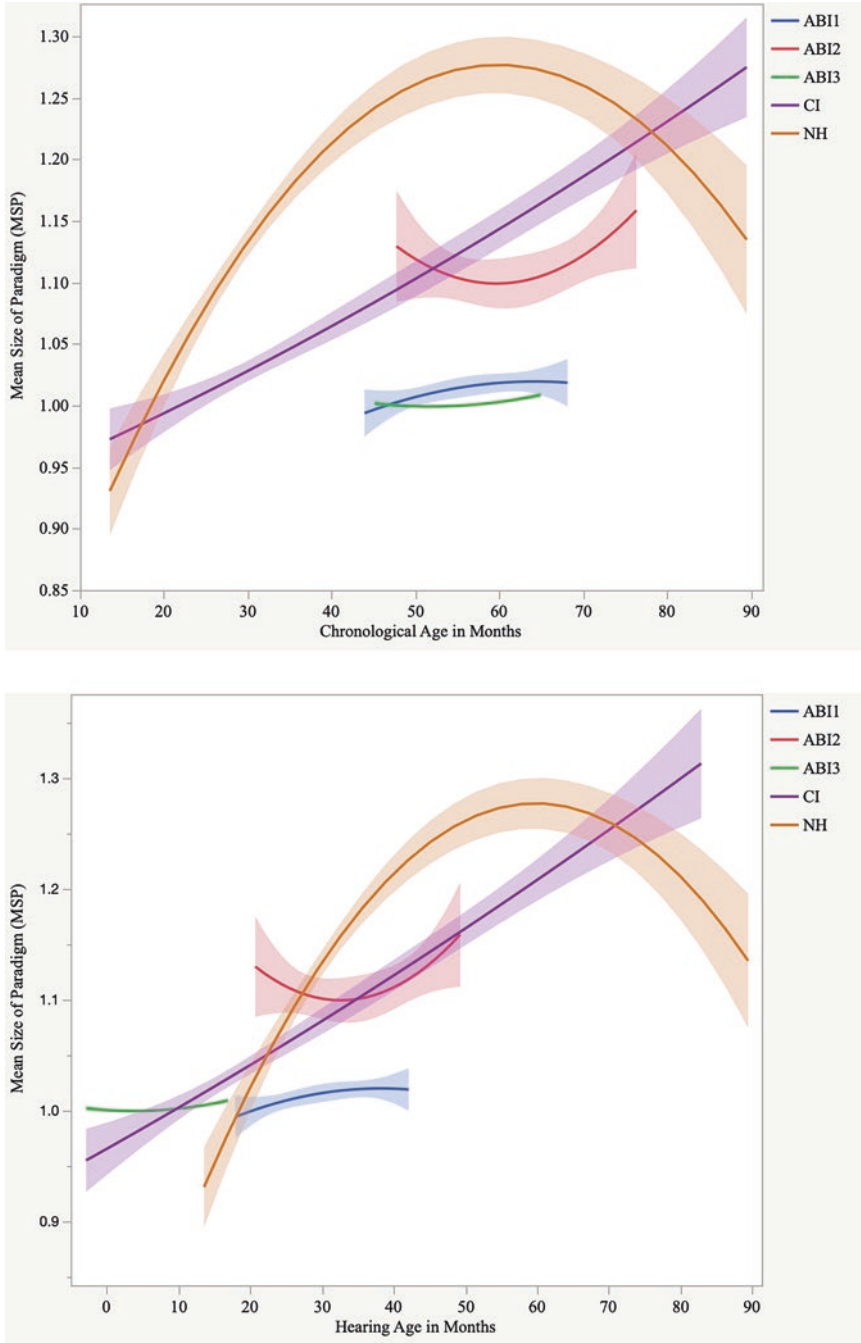 ABI1
ABI2
ABI3
CI
NH
1.30
1.25
1.20
1.15
1.10
1.05
1.00
0.95
0.90
0.85
Mean Size of Paradigm (MSP)
10 20 30 40 50 60 70 80 90
Chronological Age in Months
ABI1
ABI2
ABI3
CI
NH
1.3
1.2
1.1
1.0
0.9
Mean Size of Paradigm (MSP)
0 10 20 30 40 50 60 70 80 90
Hearing Age in Months